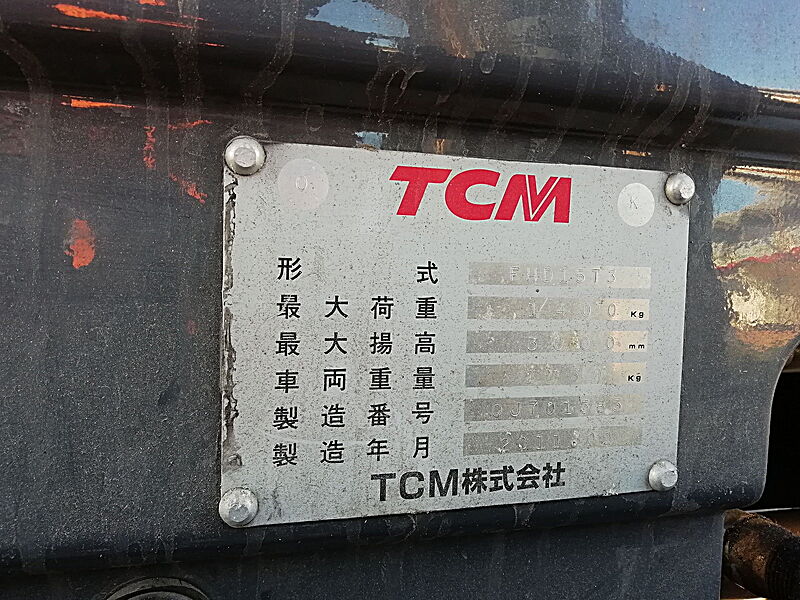 Q K
TCM
形式 FHD15T3
最大荷重 Kg
最大揚高 mm
車両重量 Kg
製造番号
製造年月
TCM株式会社